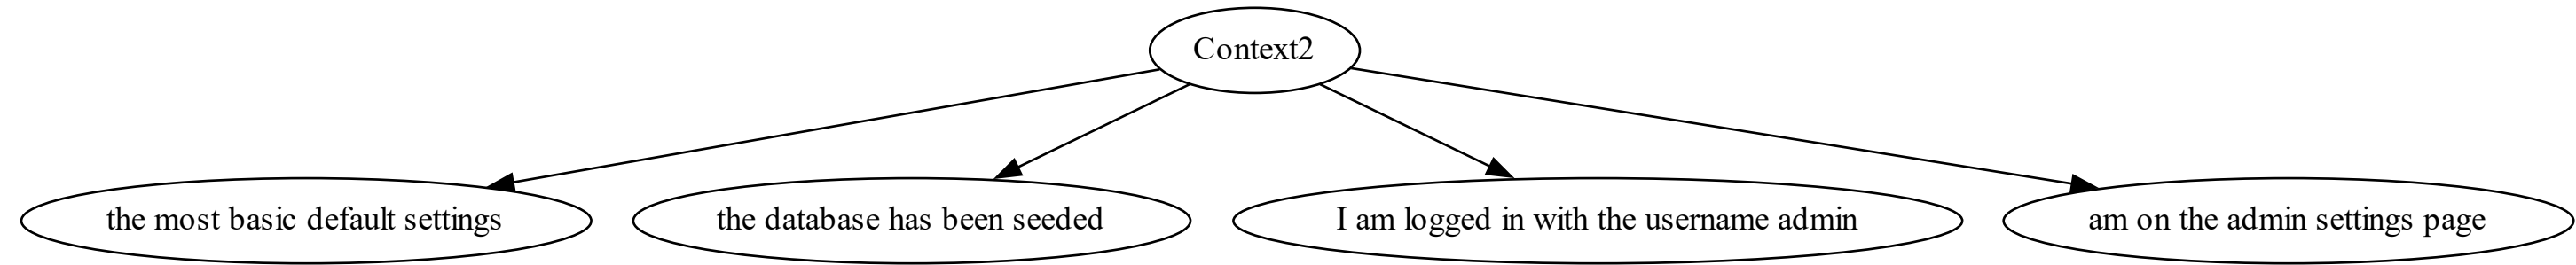 Context2
the most basic default settings
the database has been seeded
I am logged in with the username admin
am on the admin settings page